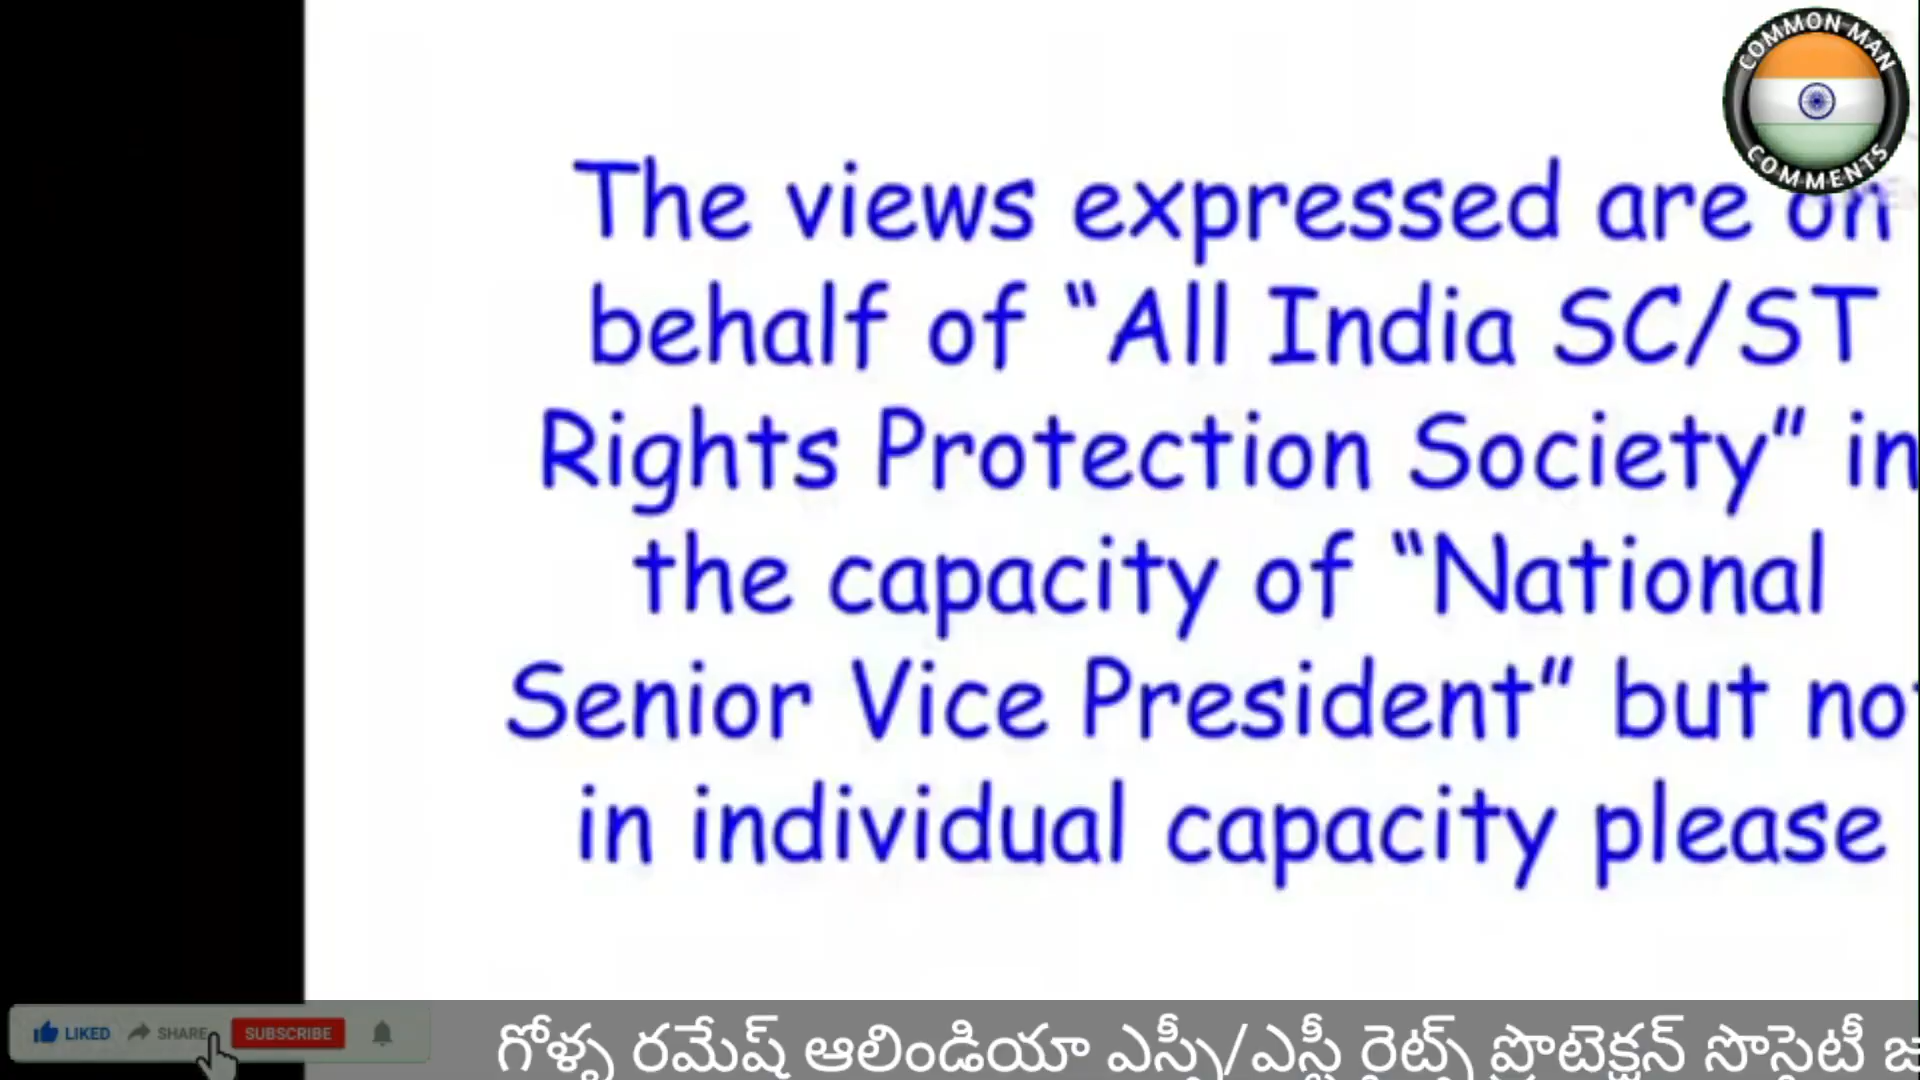 COMMON MAN
COMMENTS
The views expressed are on
behalf of “All India SC/ST
Rights Protection Society” in
the capacity of “National
Senior Vice President” but
in individual capacity please
LIKED SHARE SUBSCRIBE
గోళ్ళ రమేష్ ఆలిండియా ఎస్సీ/ఎస్టీ రైట్స్ ప్రొటెక్షన్ సొసైటీ